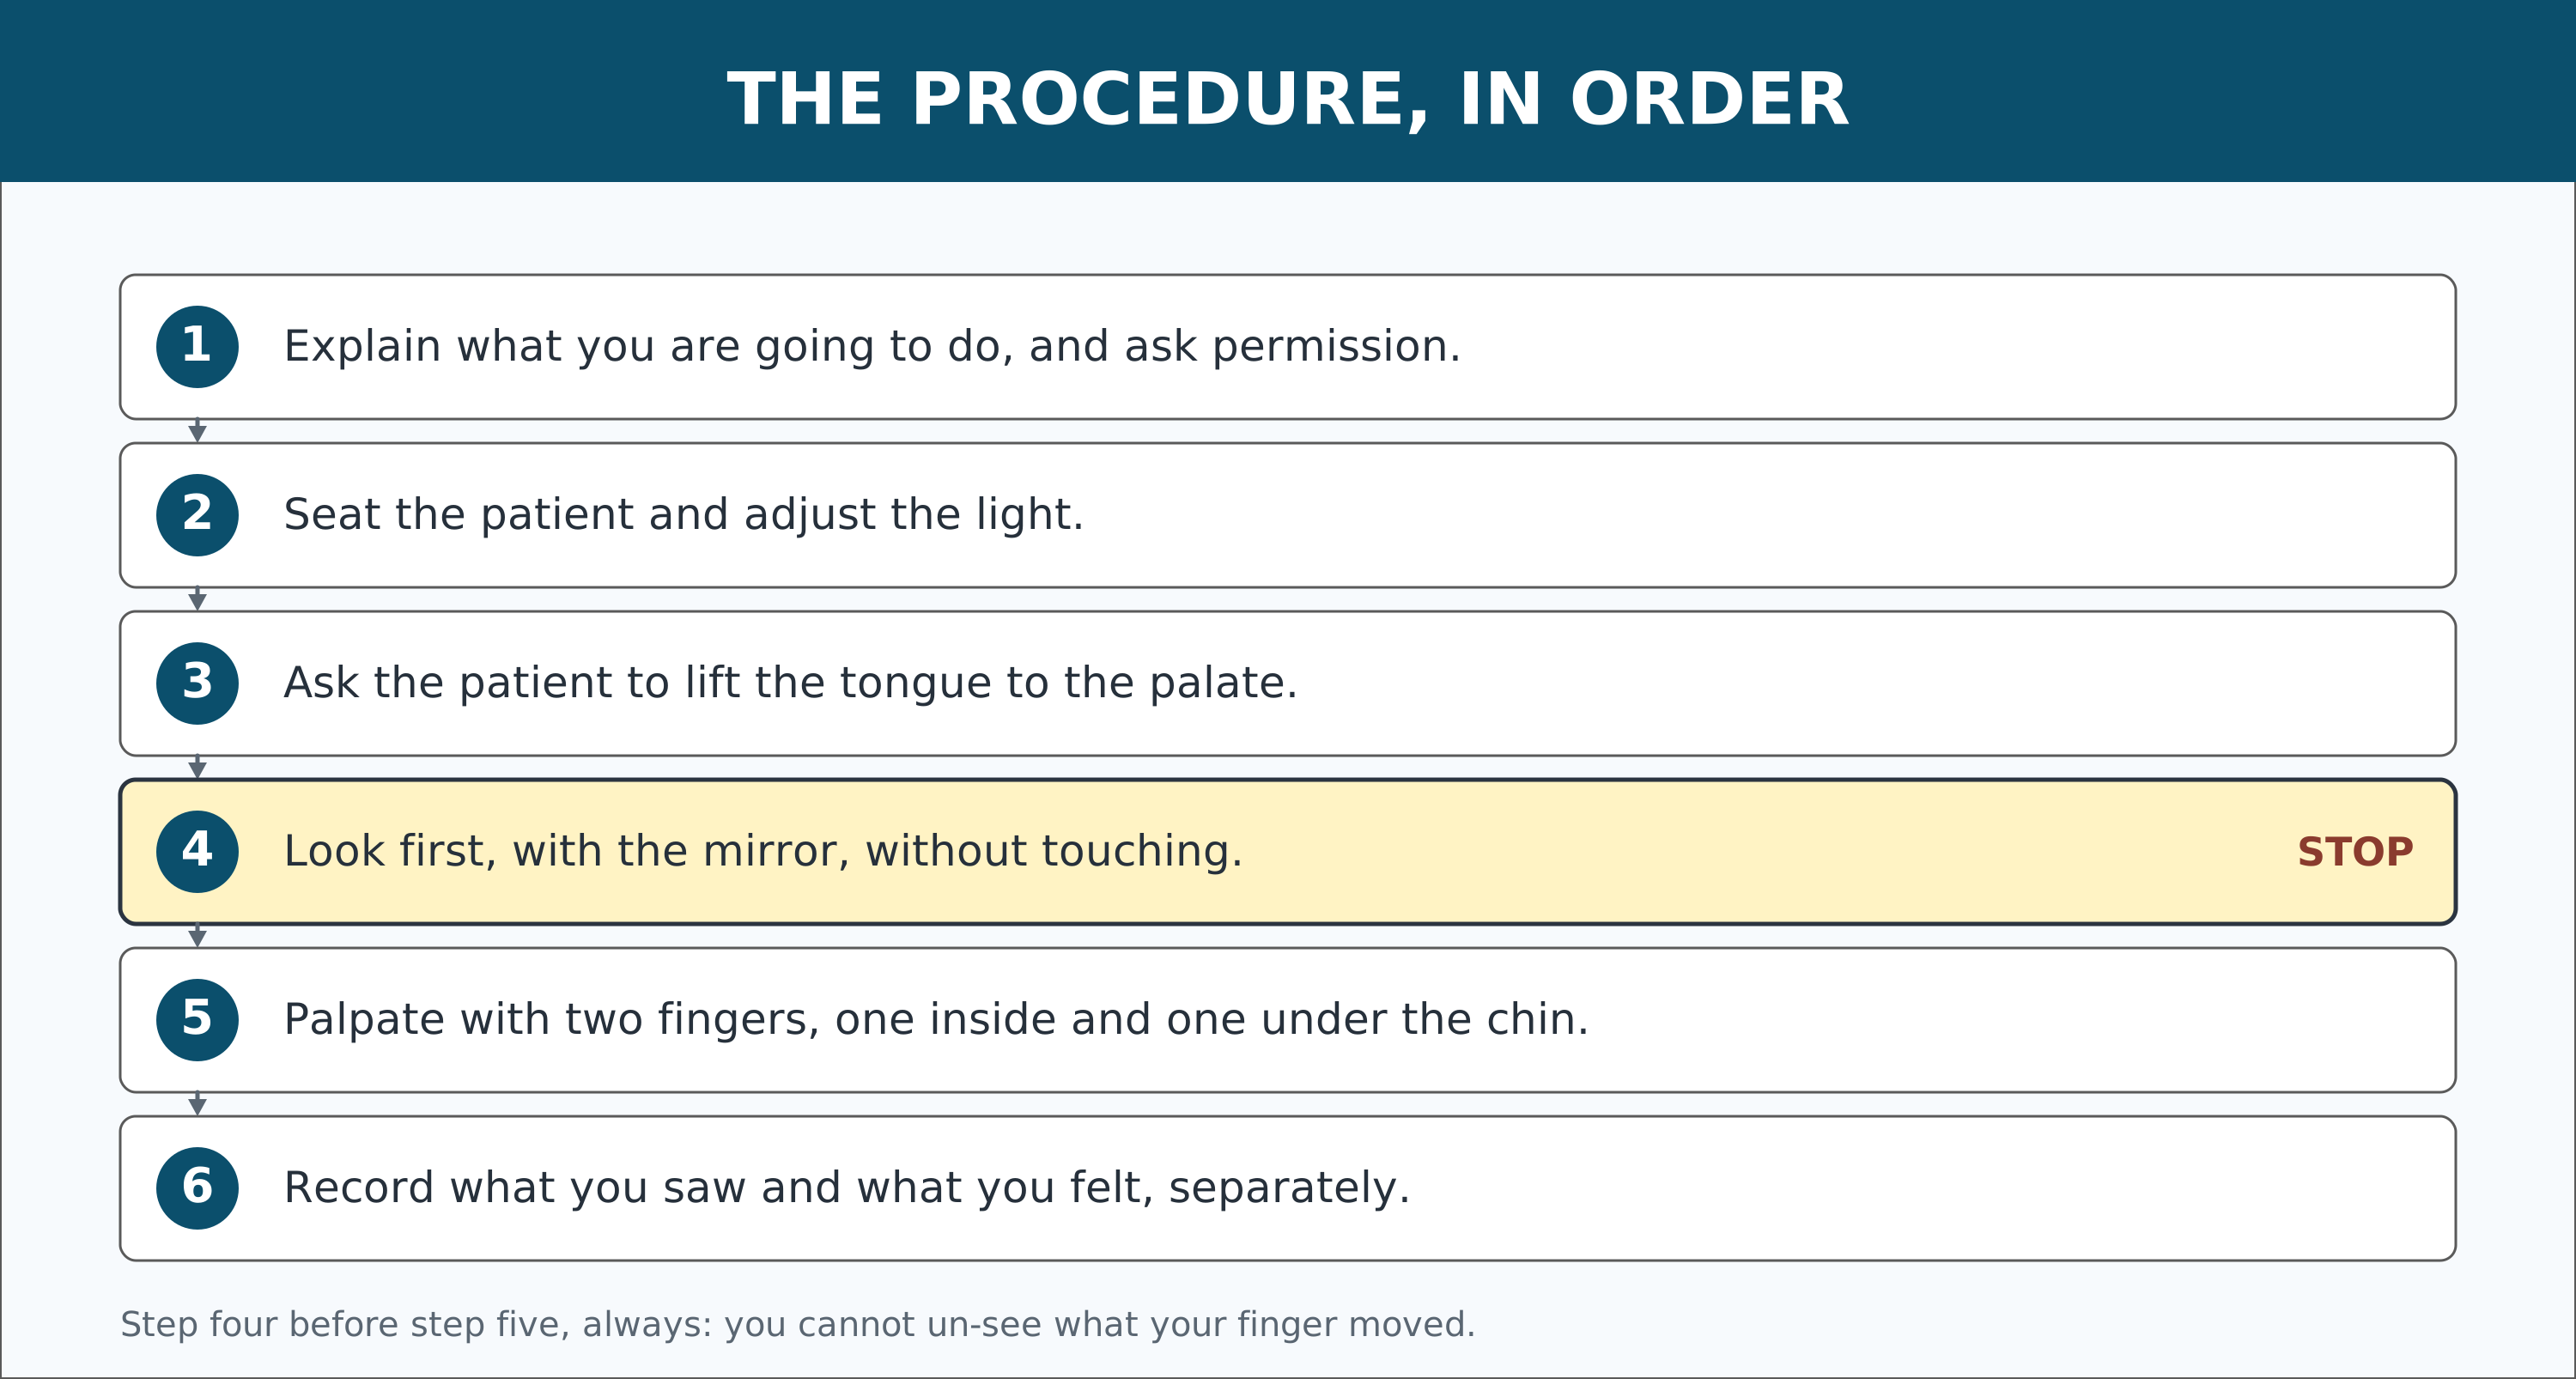 THE PROCEDURE, IN ORDER
1 Explain what you are going to do, and ask permission.
2 Seat the patient and adjust the light.
3 Ask the patient to lift the tongue to the palate.
4 Look first, with the mirror, without touching. STOP
5 Palpate with two fingers, one inside and one under the chin.
6 Record what you saw and what you felt, separately.
Step four before step five, always: you cannot un-see what your finger moved.